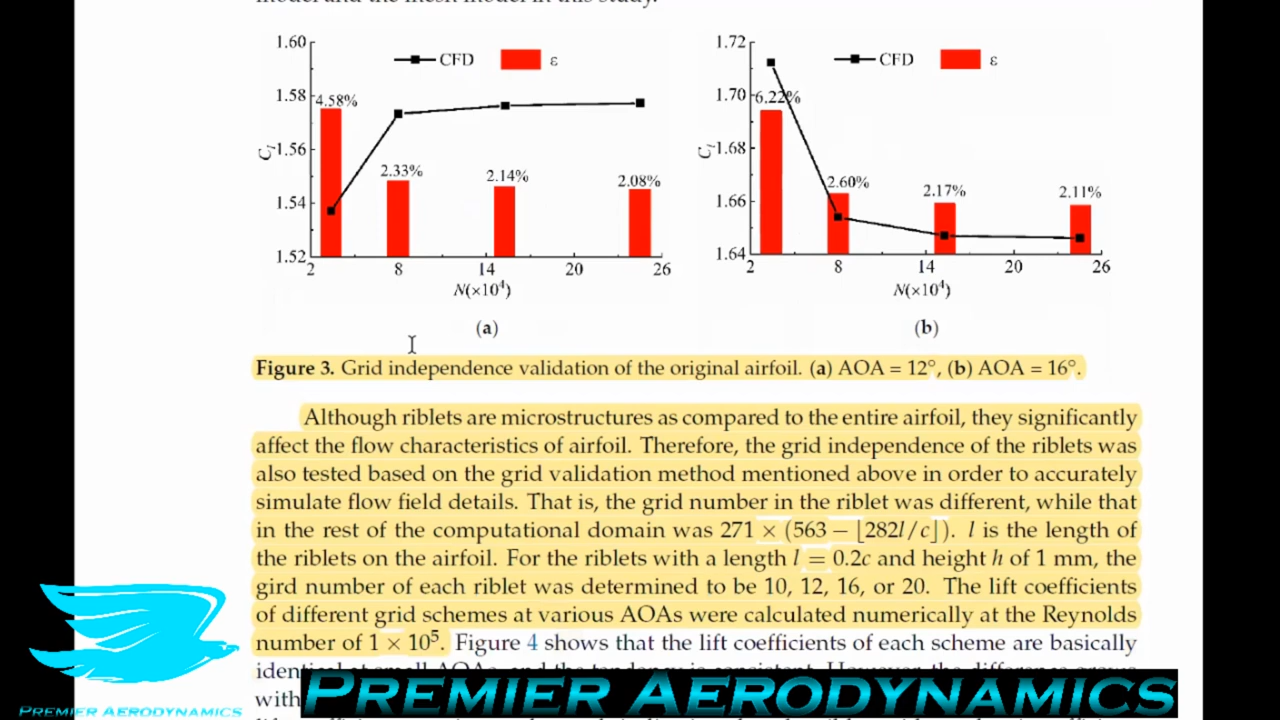 model and the mesh model in this study.
1.60
1.58
1.56
1.54
1.52
Cl
CFD
ε
4.58%
2.33%
2.14%
2.08%
2
8
14
20
26
N(×10⁴)
(a)
1.72
1.70
1.68
1.66
1.64
Cl
CFD
ε
6.22%
2.60%
2.17%
2.11%
2
8
14
20
26
N(×10⁴)
(b)
Figure 3. Grid independence validation of the original airfoil. (a) AOA = 12°, (b) AOA = 16°.
Although riblets are microstructures as compared to the entire airfoil, they significantly
affect the flow characteristics of airfoil. Therefore, the grid independence of the riblets was
also tested based on the grid validation method mentioned above in order to accurately
simulate flow field details. That is, the grid number in the riblet was different, while that
in the rest of the computational domain was 271 × (563 − ⌊282l/c⌋). l is the length of
the riblets on the airfoil. For the riblets with a length l = 0.2c and height h of 1 mm, the
gird number of each riblet was determined to be 10, 12, 16, or 20. The lift coefficients
of different grid schemes at various AOAs were calculated numerically at the Reynolds
number of 1 × 10⁵. Figure 4 shows that the lift coefficients of each scheme are basically
with
PREMIER AERODYNAMICS
PREMIER AERODYNAMICS